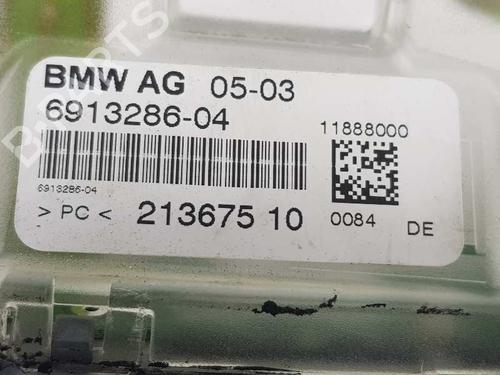 BMW AG 05-03
6913286-04
11888000
6913286-04
> PC < 213675 10
0084 DE